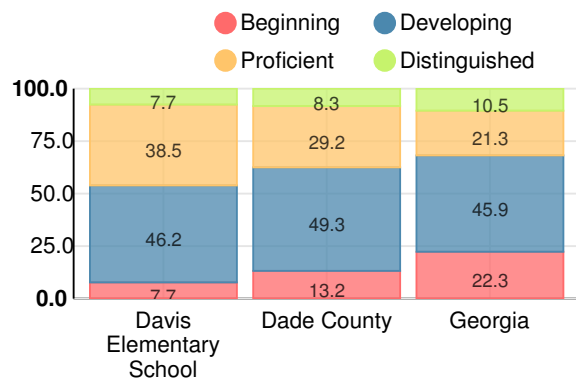 Beginning
Developing
Proficient
Distinguished
100.0
75.0
50.0
25.0
0.0
7.7
38.5
46.2
7.7
8.3
29.2
49.3
13.2
10.5
21.3
45.9
22.3
Davis
Elementary
School
Dade County
Georgia